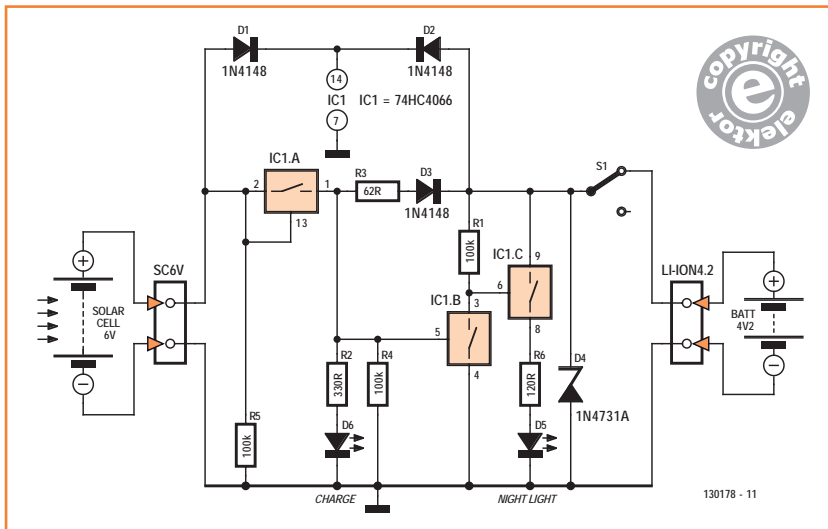 D1
D2
1N4148
1N4148
14
IC1
IC1 = 74HC4066
7
copyright
e
elektor
IC1.A
2
1
13
R3
62R
D3
1N4148
S1
R1
100k
IC1.C
9
6
8
SC6V
SOLAR
CELL
6V
LI-ION4.2
BATT
4V2
IC1.B
3
5
4
R2
330R
R4
100k
R6
120R
D4
1N4731A
R5
100k
D6
D5
CHARGE
NIGHT LIGHT
130178 - 11